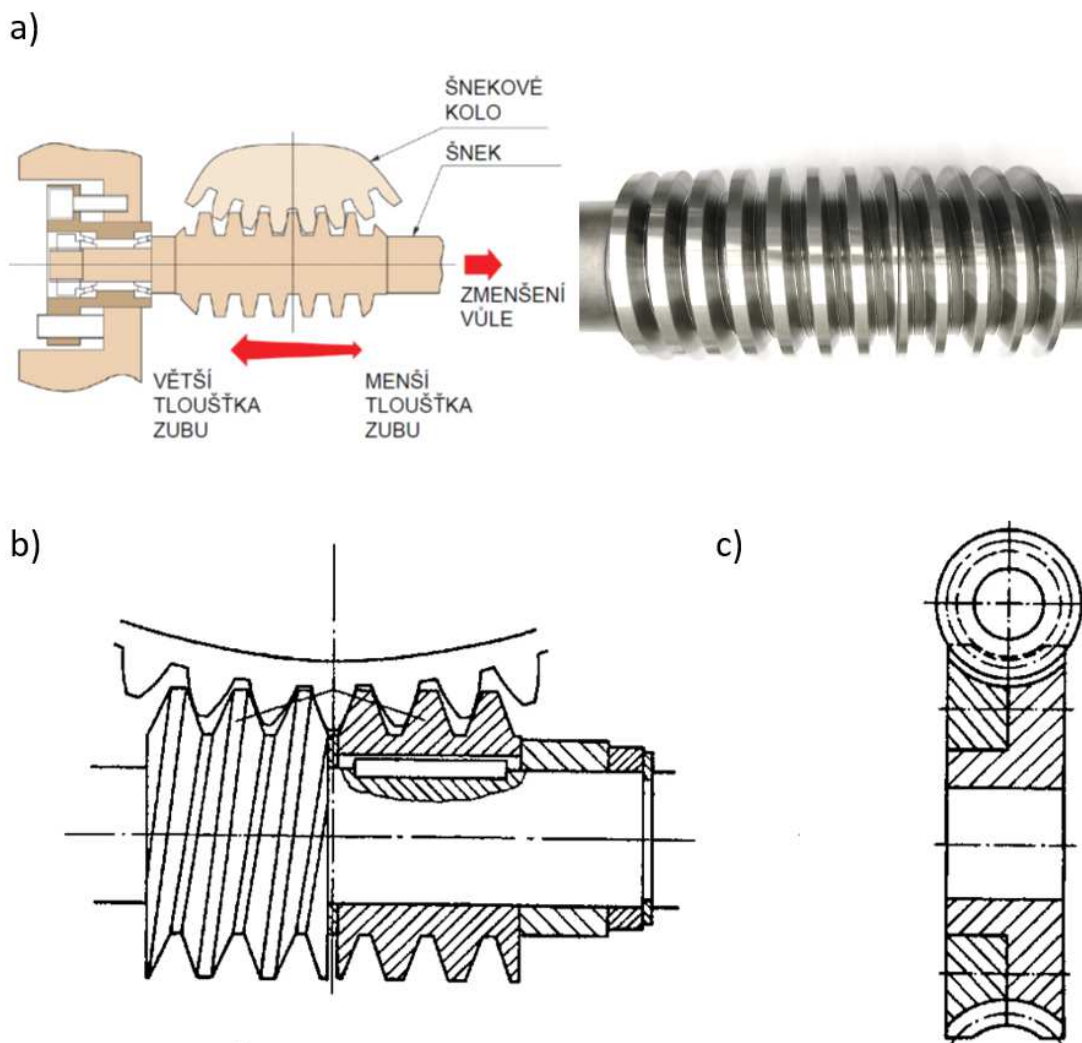 a)
ŠNEKOVÉ
KOLO
ŠNEK
ZMENŠENÍ
VŮLE
VĚTŠÍ
TLOUŠŤKA
ZUBU
MENŠÍ
TLOUŠŤKA
ZUBU
b)
c)